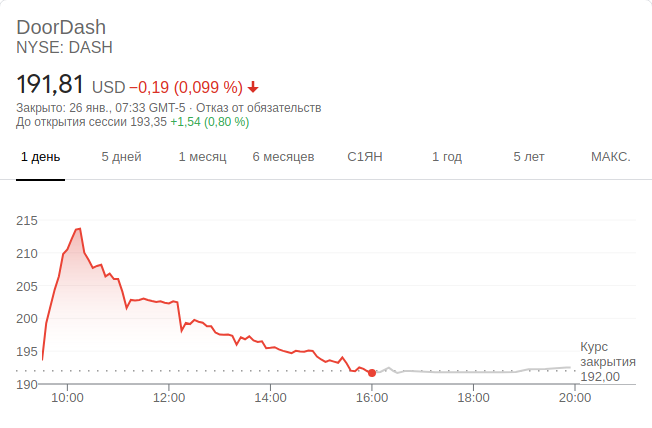 DoorDash
NYSE: DASH
191,81 USD −0,19 (0,099 %)
Закрыто: 26 янв., 07:33 GMT-5 · Отказ от обязательств
До открытия сессии 193,35 +1,54 (0,80 %)
1 день 5 дней 1 месяц 6 месяцев С1ЯН 1 год 5 лет МАКС.
215
210
205
200
195
190
Курс
закрытия
192,00
10:00 12:00 14:00 16:00 18:00 20:00